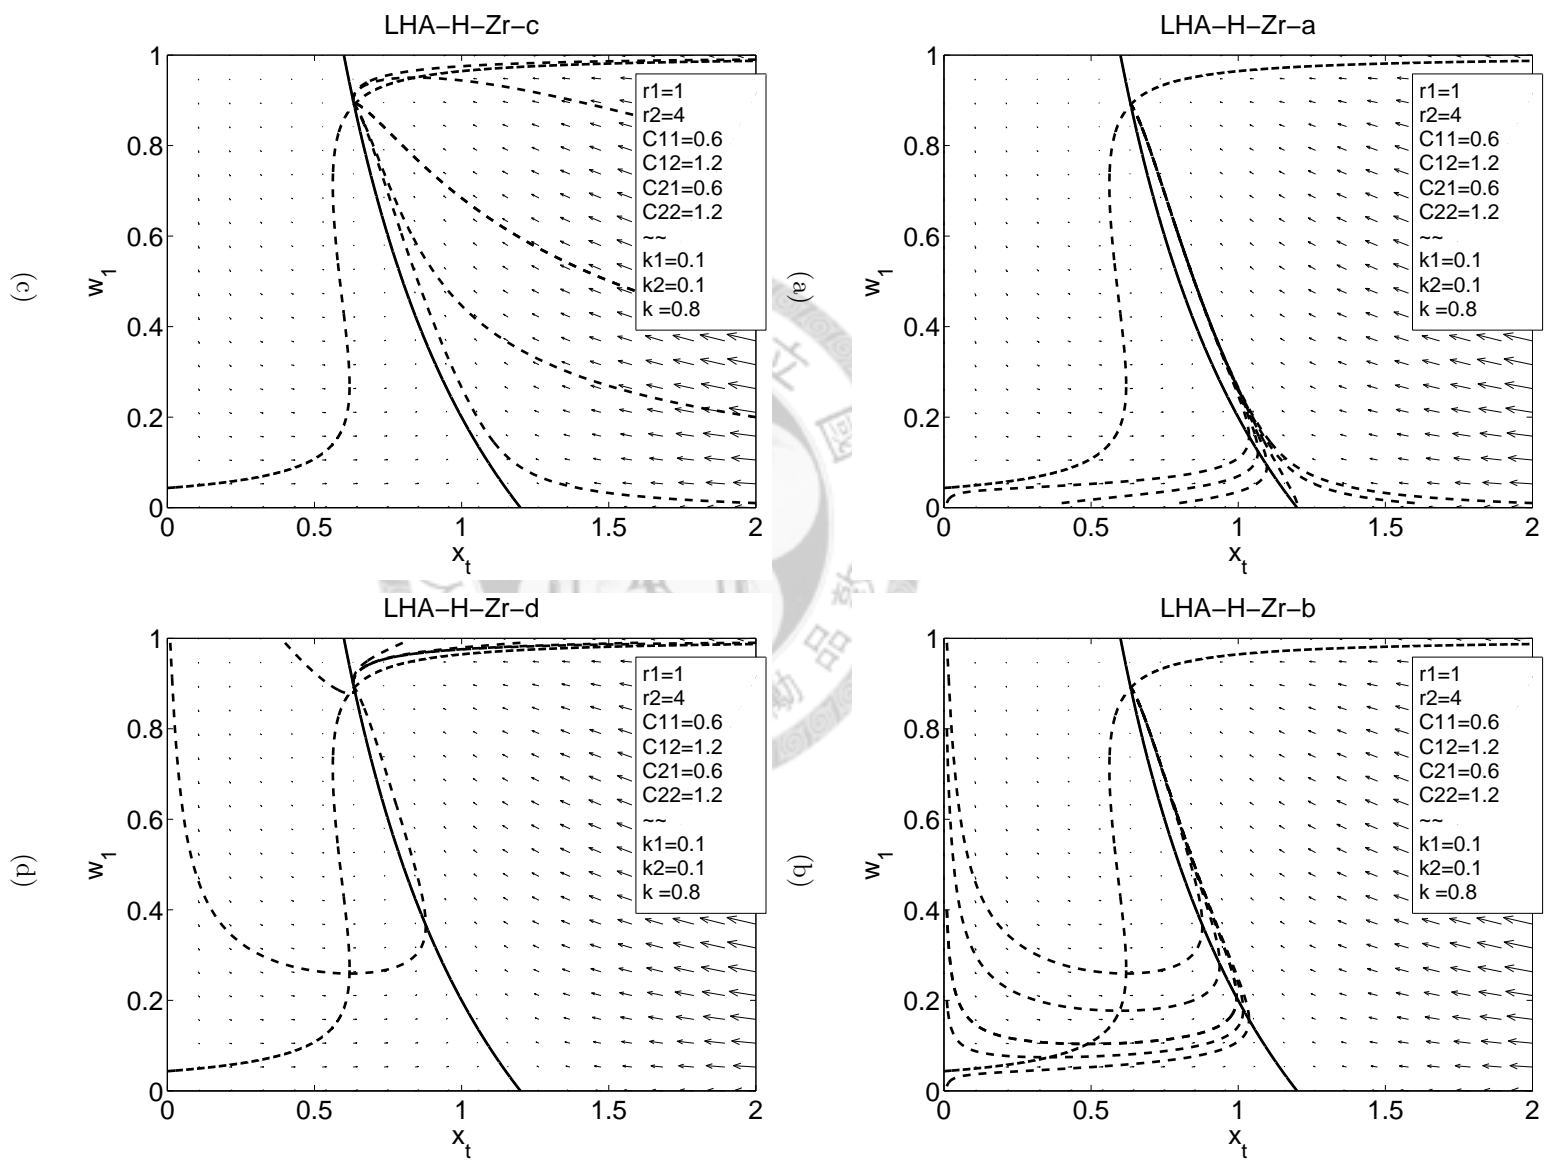 LHA−H−Zr−c
1
0.8
0.6
0.4
0.2
0
w1
0 0.5 1 1.5 2
xt
r1=1
r2=4
C11=0.6
C12=1.2
C21=0.6
C22=1.2
~~
k1=0.1
k2=0.1
k =0.8
(c)
LHA−H−Zr−a
1
0.8
0.6
0.4
0.2
0
w1
0 0.5 1 1.5 2
xt
r1=1
r2=4
C11=0.6
C12=1.2
C21=0.6
C22=1.2
~~
k1=0.1
k2=0.1
k =0.8
(a)
LHA−H−Zr−d
1
0.8
0.6
0.4
0.2
0
w1
0 0.5 1 1.5 2
xt
r1=1
r2=4
C11=0.6
C12=1.2
C21=0.6
C22=1.2
~~
k1=0.1
k2=0.1
k =0.8
(d)
LHA−H−Zr−b
1
0.8
0.6
0.4
0.2
0
w1
0 0.5 1 1.5 2
xt
r1=1
r2=4
C11=0.6
C12=1.2
C21=0.6
C22=1.2
~~
k1=0.1
k2=0.1
k =0.8
(b)
立
國
品
勵